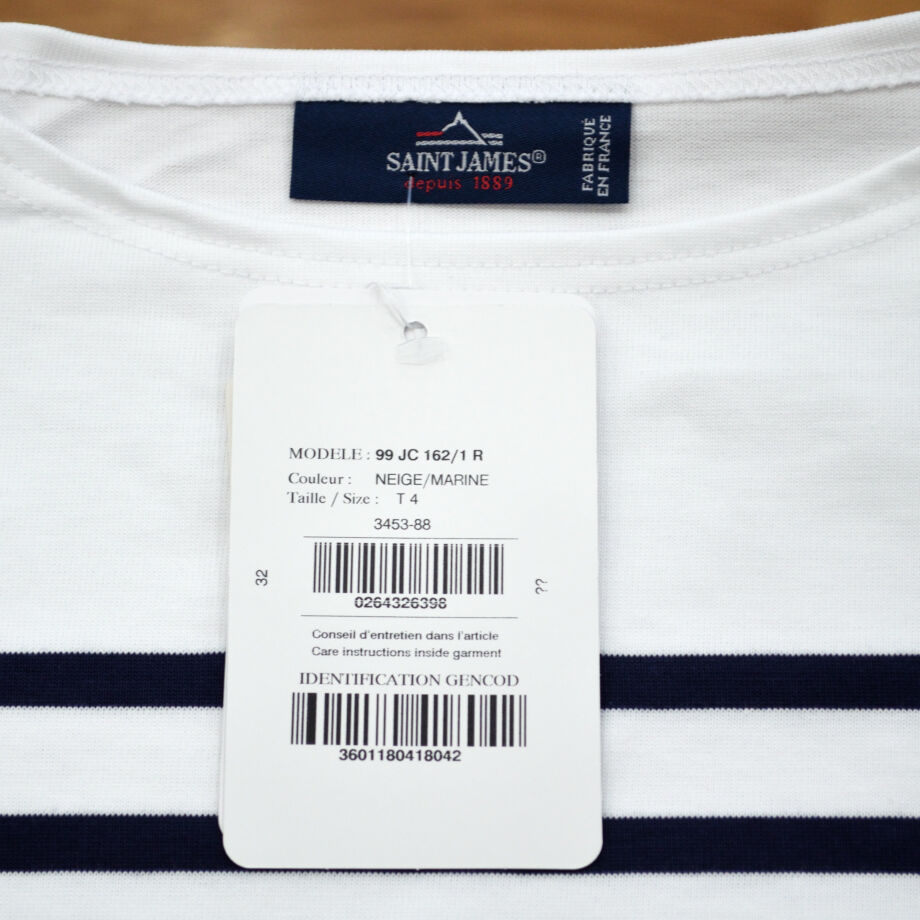 SAINT JAMES®
depuis 1889
FABRIQUÉ
EN FRANCE
MODELE : 99 JC 162/1 R
Couleur : NEIGE/MARINE
Taille / Size : T 4
3453-88
32
??
0264326398
Conseil d'entretien dans l'article
Care instructions inside garment
IDENTIFICATION GENCOD
3601180418042